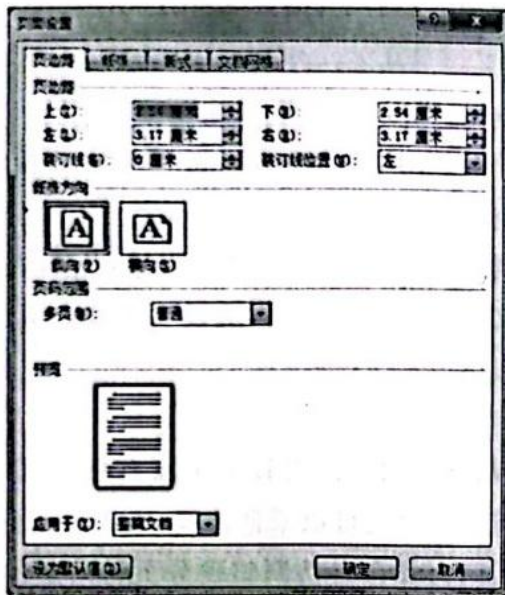 页面设置
页边距 纸张 版式 文档网格
页边距
上(T): 2.54 厘米 下(B): 2.54 厘米
左(L): 3.17 厘米 右(R): 3.17 厘米
装订线(G): 0 厘米 装订线位置(U): 左
纸张方向
A A
纵向(P) 横向(S)
页码范围
多页(M): 普通
预览
应用于(Y): 整篇文档
设为默认值(D) 确定 取消